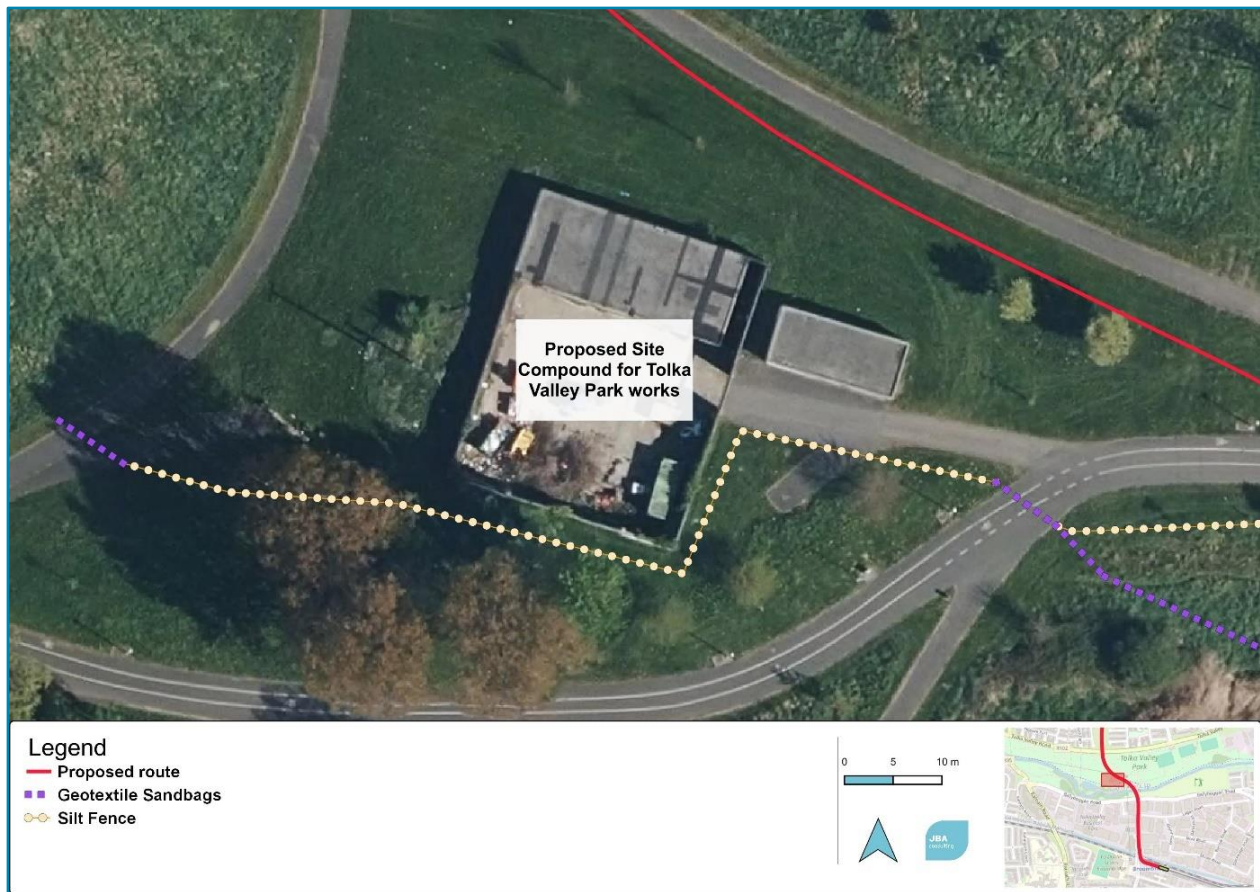 Proposed Site
Compound for Tolka
Valley Park works
Legend
Proposed route
Geotextile Sandbags
Silt Fence
0 5 10 m
JBA
consulting
Tolka Valley
Park